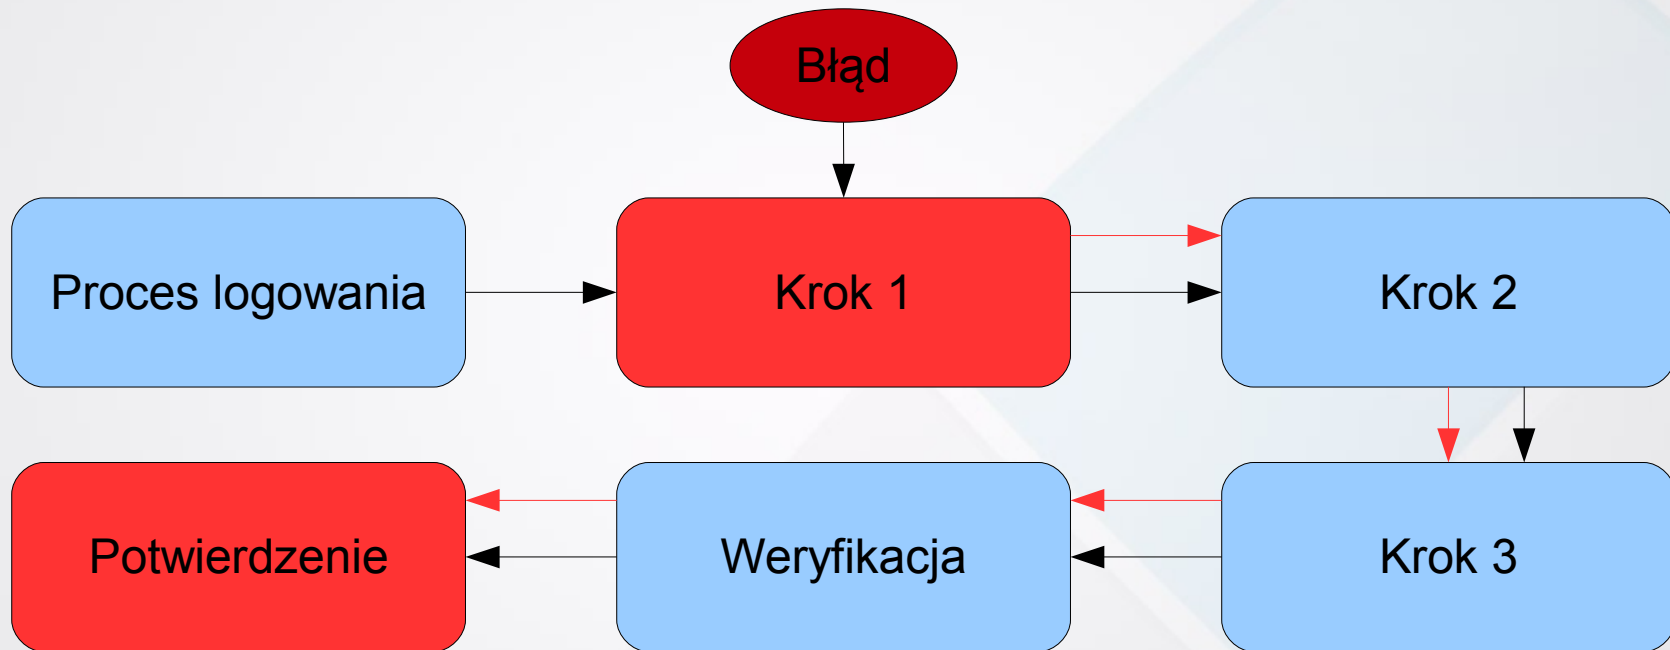 Błąd
Proces logowania
Krok 1
Krok 2
Potwierdzenie
Weryfikacja
Krok 3